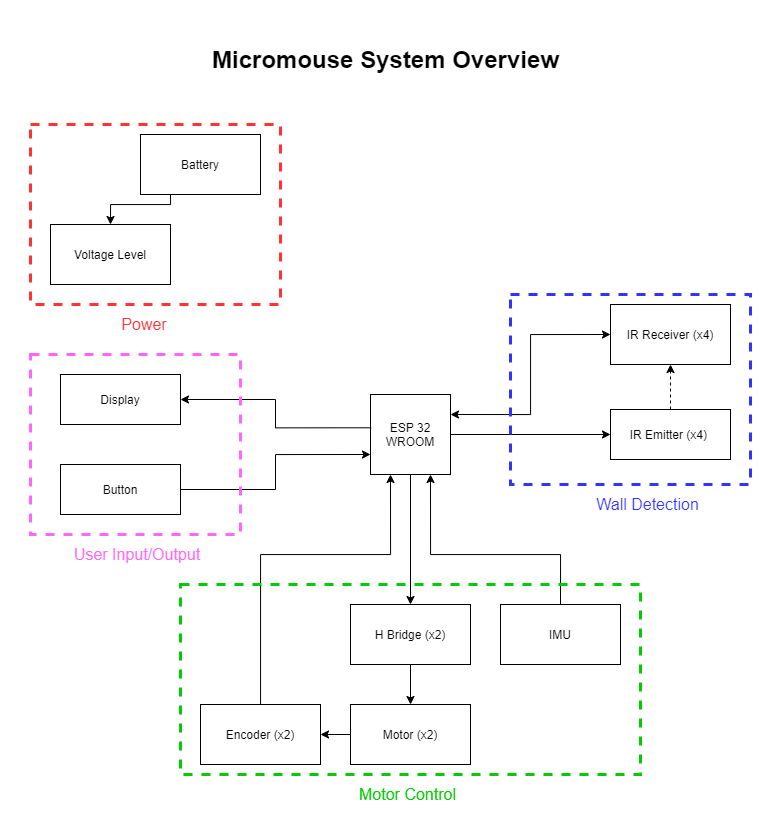 Micromouse System Overview
Battery
Voltage Level
Power
IR Receiver (x4)
IR Emitter (x4)
Wall Detection
Display
Button
User Input/Output
ESP 32
WROOM
H Bridge (x2)
IMU
Encoder (x2)
Motor (x2)
Motor Control